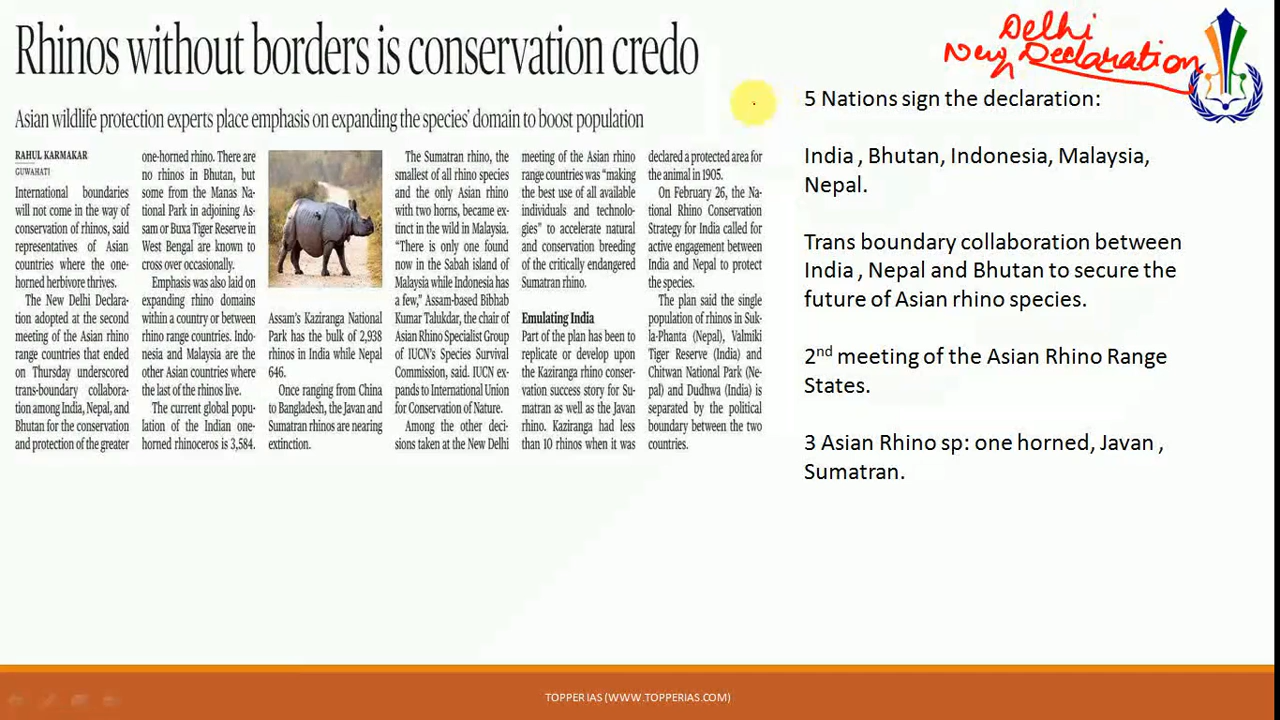 Rhinos without borders is conservation credo
Asian wildlife protection experts place emphasis on expanding the species' domain to boost population
RAHUL KARMAKAR
GUWAHATI
International boundaries
will not come in the way of
conservation of rhinos, said
representatives of Asian
countries where the one-
horned herbivore thrives.
The New Delhi Declara-
tion adopted at the second
meeting of the Asian rhino
range countries that ended
on Thursday underscored
trans-boundary collabora-
tion among India, Nepal, and
Bhutan for the conservation
and protection of the greater
one-horned rhino. There are
no rhinos in Bhutan, but
some from the Manas Na-
tional Park in adjoining As-
sam or Buxa Tiger Reserve in
West Bengal are known to
cross over occasionally.
Emphasis was also laid on
expanding rhino domains
within a country or between
rhino range countries. Indo-
nesia and Malaysia are the
other Asian countries where
the last of the rhinos live.
The current global popu-
lation of the Indian one-
horned rhinoceros is 3,584.
Assam's Kaziranga National
Park has the bulk of 2,938
rhinos in India while Nepal
646.
Once ranging from China
to Bangladesh, the Javan and
Sumatran rhinos are nearing
extinction.
The Sumatran rhino, the
smallest of all rhino species
and the only Asian rhino
with two horns, became ex-
tinct in the wild in Malaysia.
"There is only one found
now in the Sabah island of
Malaysia while Indonesia has
a few," Assam-based Bibhab
Kumar Talukdar, the chair of
Asian Rhino Specialist Group
of IUCN's Species Survival
Commission, said. IUCN ex-
pands to International Union
for Conservation of Nature.
Among the other deci-
sions taken at the New Delhi
meeting of the Asian rhino
range countries was "making
the best use of all available
individuals and technolo-
gies" to accelerate natural
and conservation breeding
of the critically endangered
Sumatran rhino.
Emulating India
Part of the plan has been to
replicate or develop upon
the Kaziranga rhino conser-
vation success story for Su-
matran as well as the Javan
rhino. Kaziranga had less
than 10 rhinos when it was
declared a protected area for
the animal in 1905.
On February 26, the Na-
tional Rhino Conservation
Strategy for India called for
active engagement between
India and Nepal to protect
the species.
The plan said the single
population of rhinos in Suk-
la-Phanta (Nepal), Valmiki
Tiger Reserve (India) and
Chitwan National Park (Ne-
pal) and Dudhwa (India) is
separated by the political
boundary between the two
countries.
Delhi
New Declaration
5 Nations sign the declaration:
India , Bhutan, Indonesia, Malaysia,
Nepal.
Trans boundary collaboration between
India , Nepal and Bhutan to secure the
future of Asian rhino species.
2nd meeting of the Asian Rhino Range
States.
3 Asian Rhino sp: one horned, Javan ,
Sumatran.
TOPPER IAS (WWW.TOPPERIAS.COM)